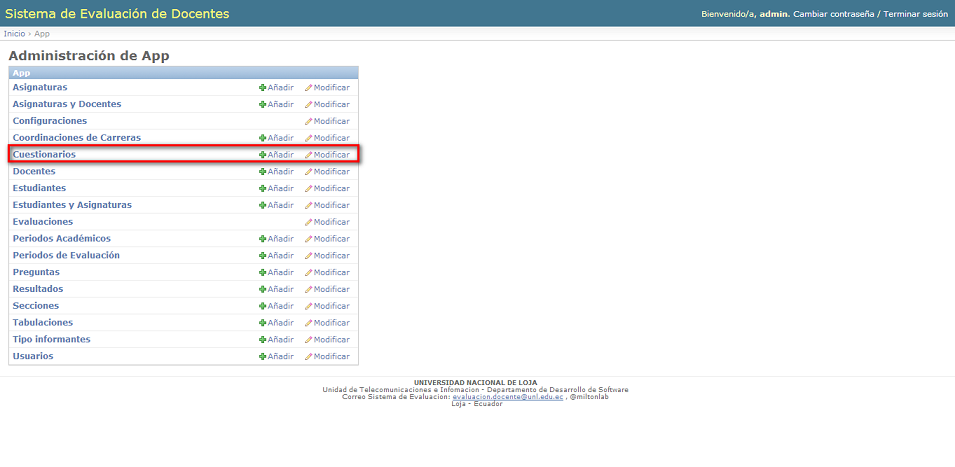 Sistema de Evaluación de Docentes Bienvenido/a, admin. Cambiar contraseña / Terminar sesión
Inicio › App
Administración de App
App
Asignaturas Añadir Modificar
Asignaturas y Docentes Añadir Modificar
Configuraciones Modificar
Coordinaciones de Carreras Añadir Modificar
Cuestionarios Añadir Modificar
Docentes Añadir Modificar
Estudiantes Añadir Modificar
Estudiantes y Asignaturas Añadir Modificar
Evaluaciones Modificar
Periodos Académicos Añadir Modificar
Periodos de Evaluación Añadir Modificar
Preguntas Añadir Modificar
Resultados Añadir Modificar
Secciones Añadir Modificar
Tabulaciones Añadir Modificar
Tipo informantes Añadir Modificar
Usuarios Añadir Modificar
UNIVERSIDAD NACIONAL DE LOJA
Unidad de Telecomunicaciones e Infomacion - Departamento de Desarrollo de Software
Correo Sistema de Evaluacion: evaluacion.docente@unl.edu.ec , @miltonlab
Loja - Ecuador